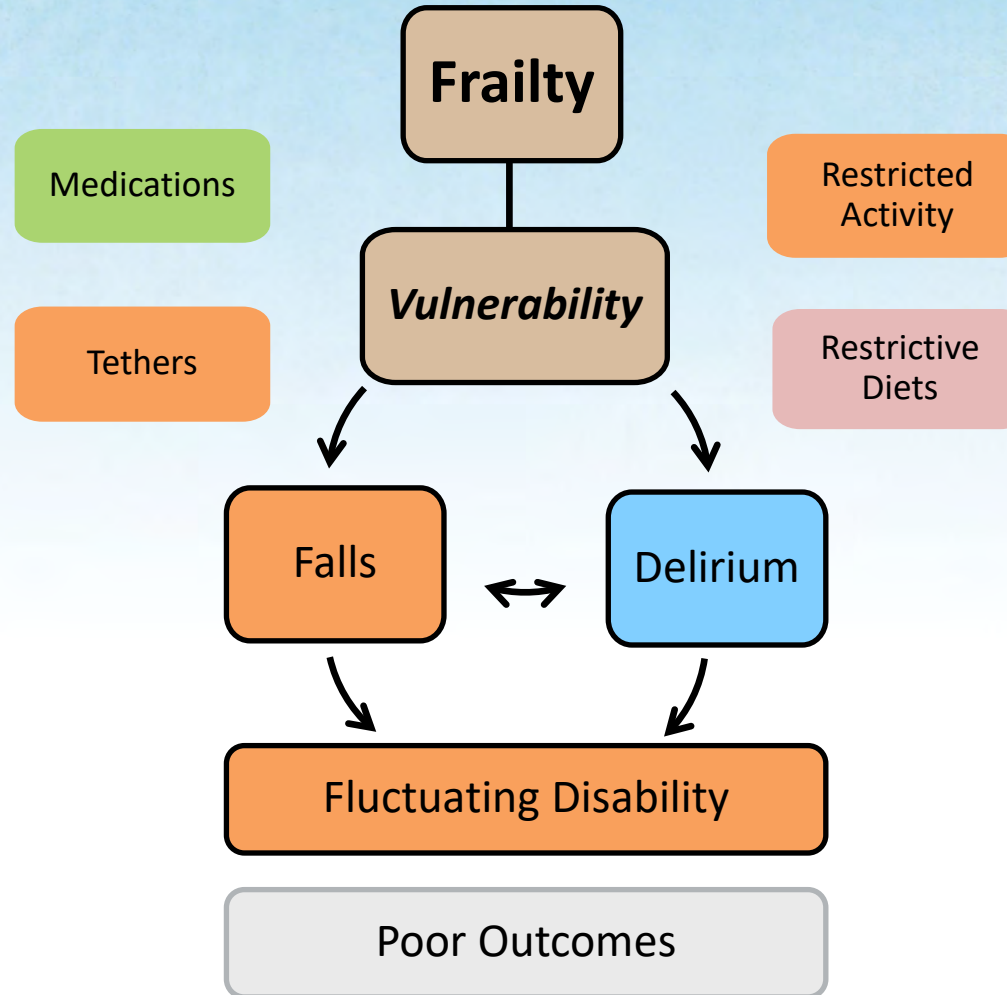 Frailty
Medications
Restricted
Activity
Vulnerability
Tethers
Restrictive
Diets
Falls
Delirium
Fluctuating Disability
Poor Outcomes